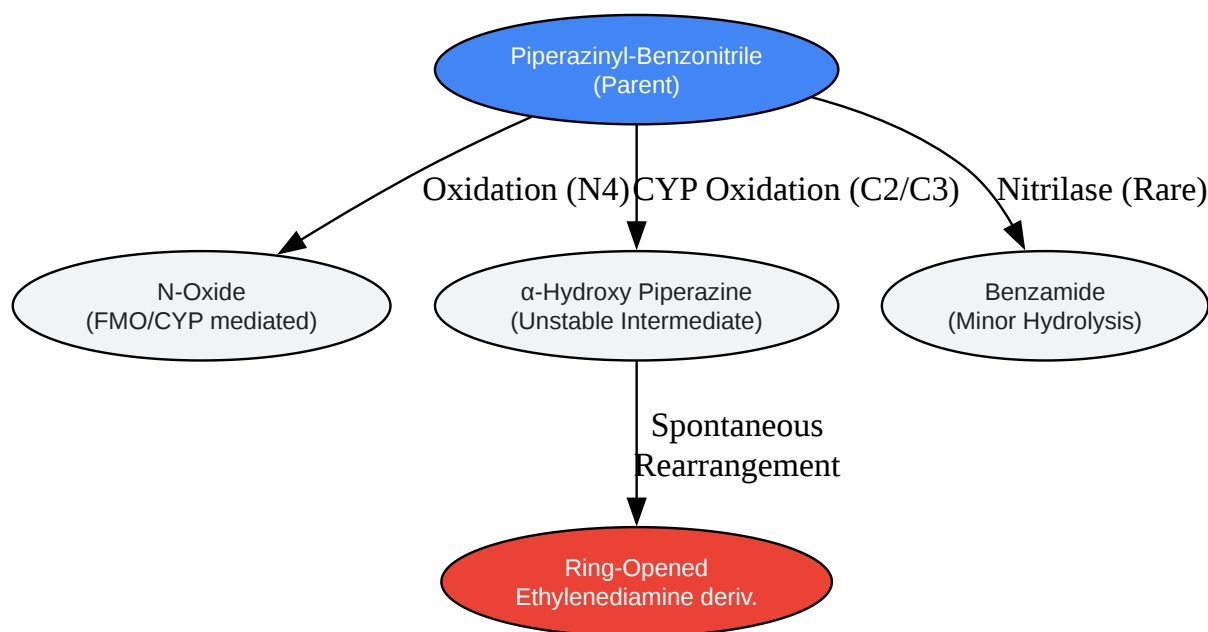 Piperazinyl-Benzonitrile
(Parent)
Oxidation (N4)
CYP Oxidation (C2/C3)
Nitrilase (Rare)
N-Oxide
(FMO/CYP mediated)
α-Hydroxy Piperazine
(Unstable Intermediate)
Benzamide
(Minor Hydrolysis)
Spontaneous
Rearrangement
Ring-Opened
Ethylenediamine deriv.